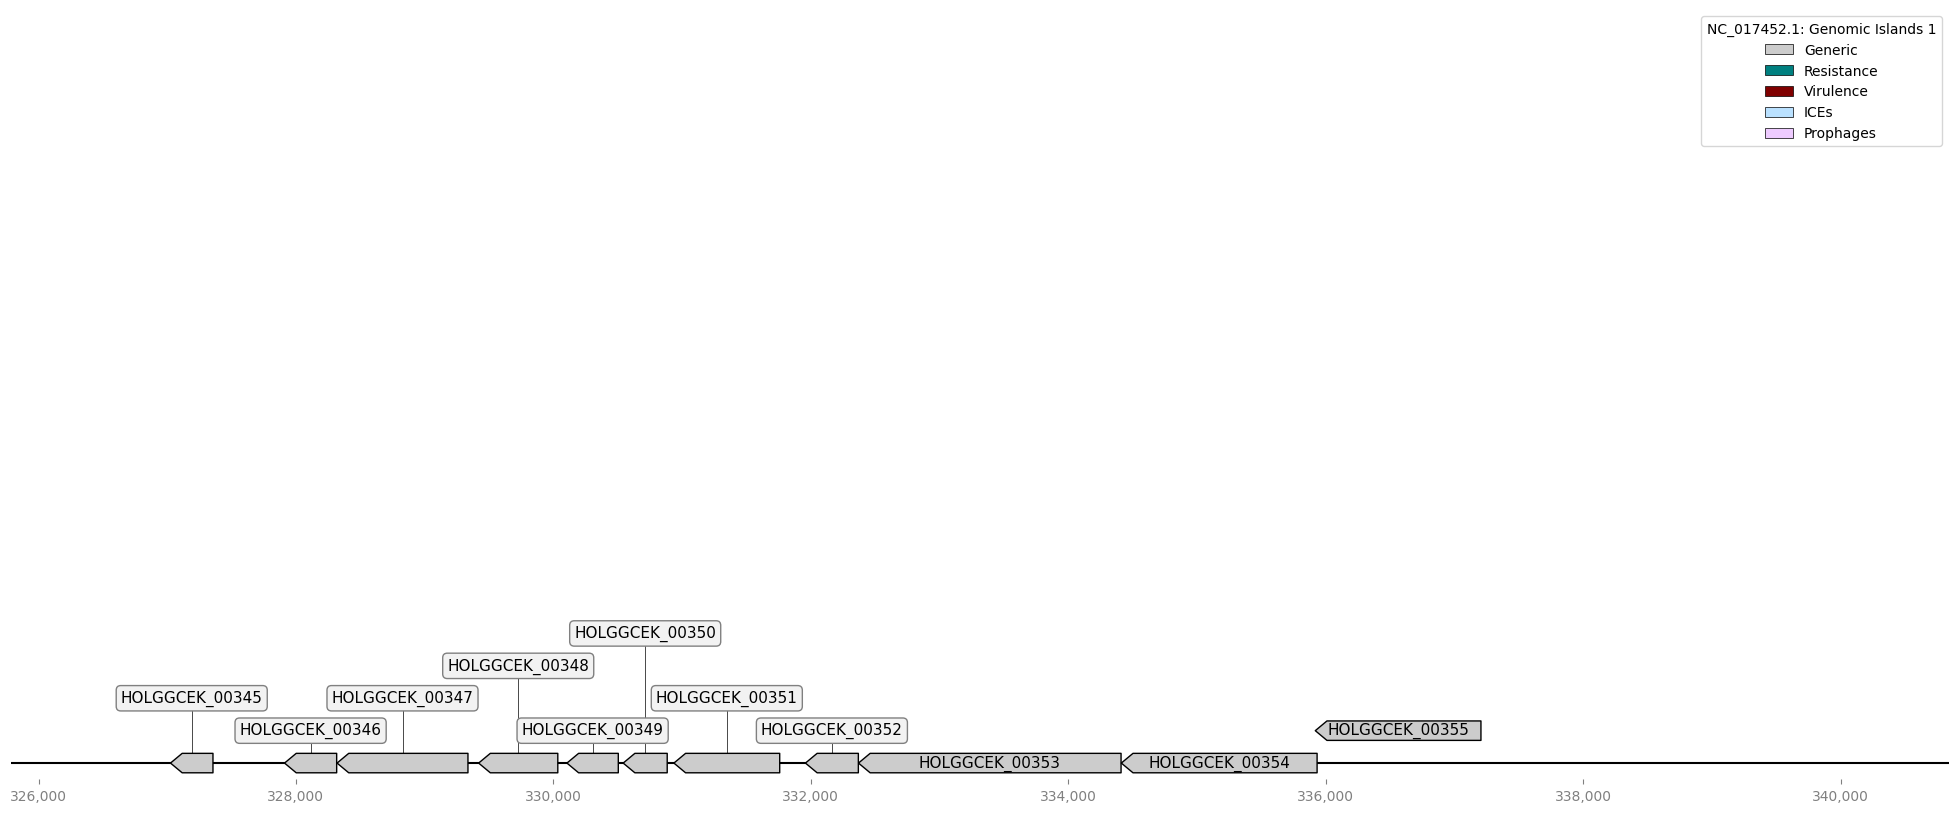 NC_017452.1: Genomic Islands 1
Generic
Resistance
Virulence
ICEs
Prophages
HOLGGCEK_00350
HOLGGCEK_00348
HOLGGCEK_00345
HOLGGCEK_00347
HOLGGCEK_00351
HOLGGCEK_00346
HOLGGCEK_00349
HOLGGCEK_00352
HOLGGCEK_00355
HOLGGCEK_00353
HOLGGCEK_00354
326,000
328,000
330,000
332,000
334,000
336,000
338,000
340,000